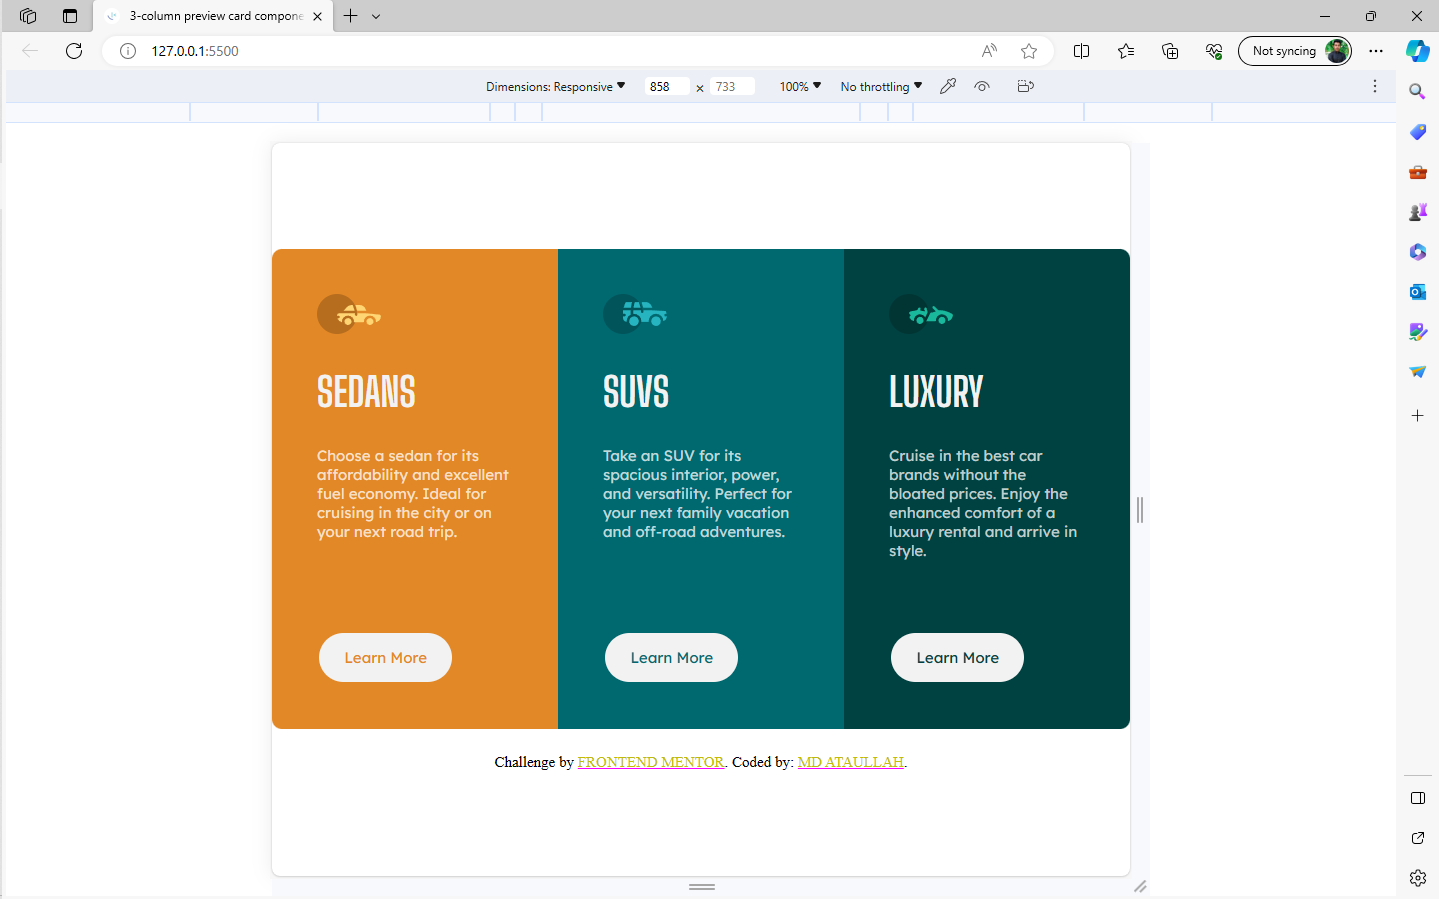 3-column preview card compone
127.0.0.1:5500
Not syncing
Dimensions: Responsive 858 × 733 100% No throttling
SEDANS
Choose a sedan for its
affordability and excellent
fuel economy. Ideal for
cruising in the city or on
your next road trip.
Learn More
SUVS
Take an SUV for its
spacious interior, power,
and versatility. Perfect for
your next family vacation
and off-road adventures.
Learn More
LUXURY
Cruise in the best car
brands without the
bloated prices. Enjoy the
enhanced comfort of a
luxury rental and arrive in
style.
Learn More
Challenge by FRONTEND MENTOR. Coded by: MD ATAULLAH.